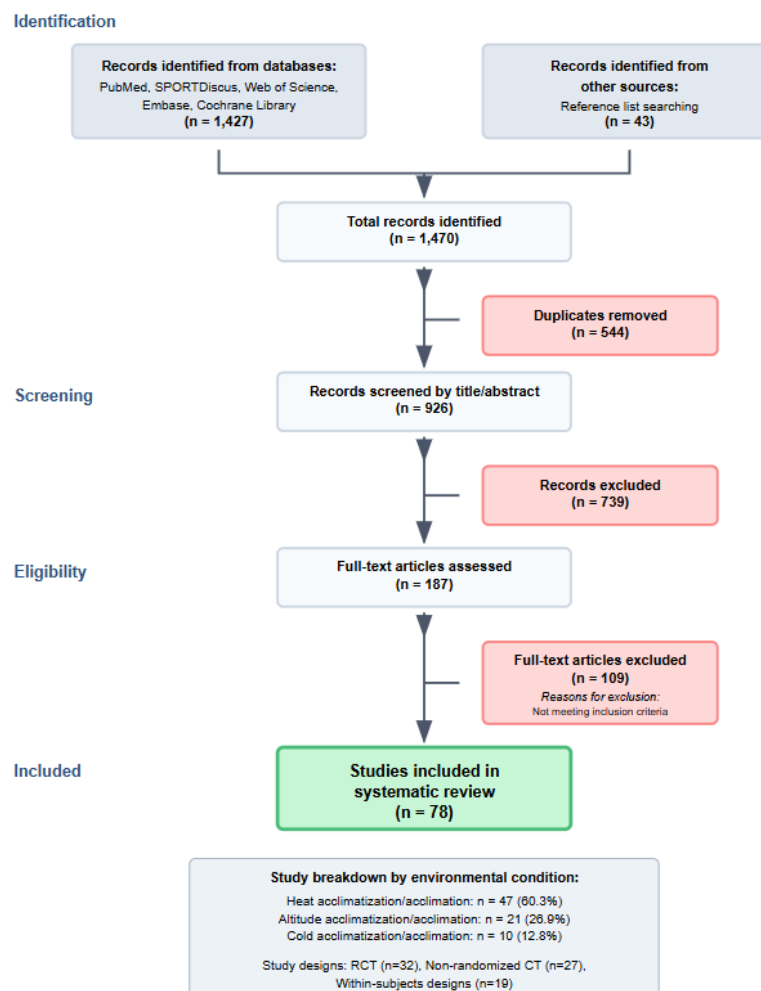 Identification
Records identified from databases:
PubMed, SPORTDiscus, Web of Science,
Embase, Cochrane Library
(n = 1,427)
Records identified from
other sources:
Reference list searching
(n = 43)
Total records identified
(n = 1,470)
Duplicates removed
(n = 544)
Screening
Records screened by title/abstract
(n = 926)
Records excluded
(n = 739)
Eligibility
Full-text articles assessed
(n = 187)
Full-text articles excluded
(n = 109)
Reasons for exclusion:
Not meeting inclusion criteria
Included
Studies included in
systematic review
(n = 78)
Study breakdown by environmental condition:
Heat acclimatization/acclimation: n = 47 (60.3%)
Altitude acclimatization/acclimation: n = 21 (26.9%)
Cold acclimatization/acclimation: n = 10 (12.8%)
Study designs: RCT (n=32), Non-randomized CT (n=27),
Within-subjects designs (n=19)